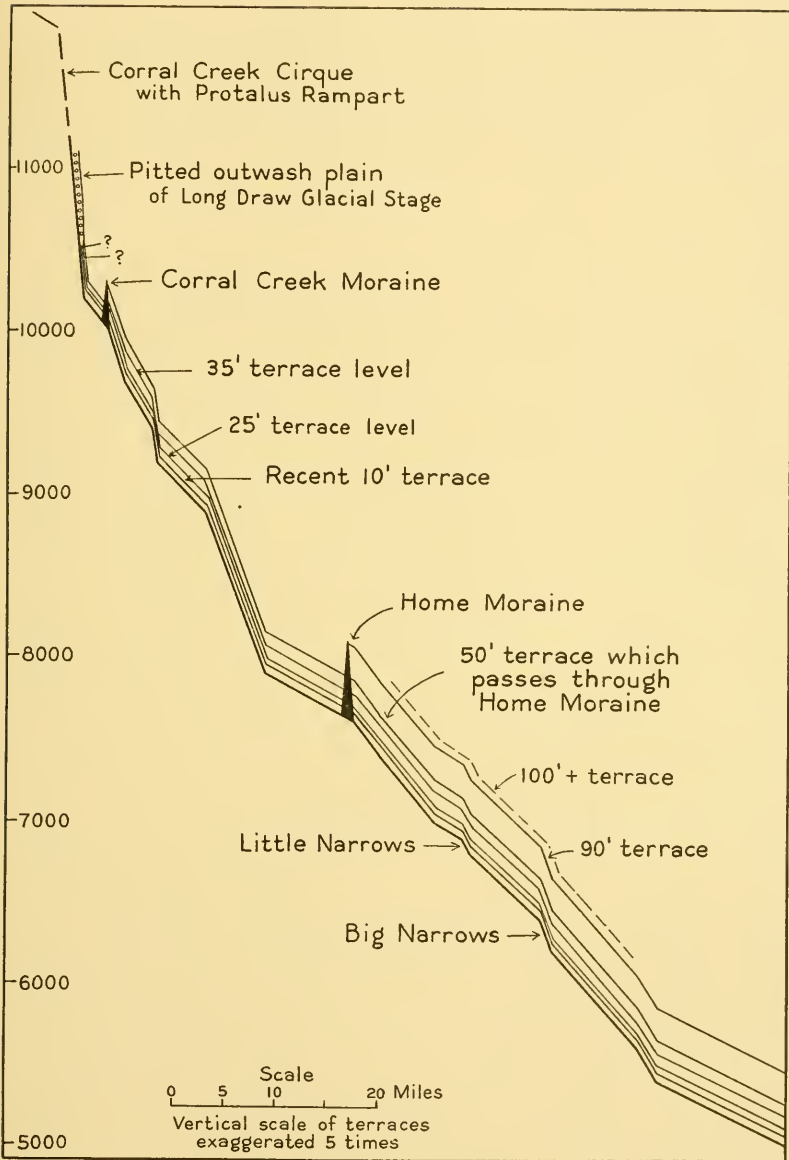 Corral Creek Cirque
with Protalus Rampart
11000
Pitted outwash plain
of Long Draw Glacial Stage
?
?
Corral Creek Moraine
10000
35' terrace level
25' terrace level
Recent 10' terrace
9000
Home Moraine
8000
50' terrace which
passes through
Home Moraine
100'+ terrace
7000
Little Narrows
90' terrace
Big Narrows
6000
Scale
0 5 10 20 Miles
Vertical scale of terraces
exaggerated 5 times
5000